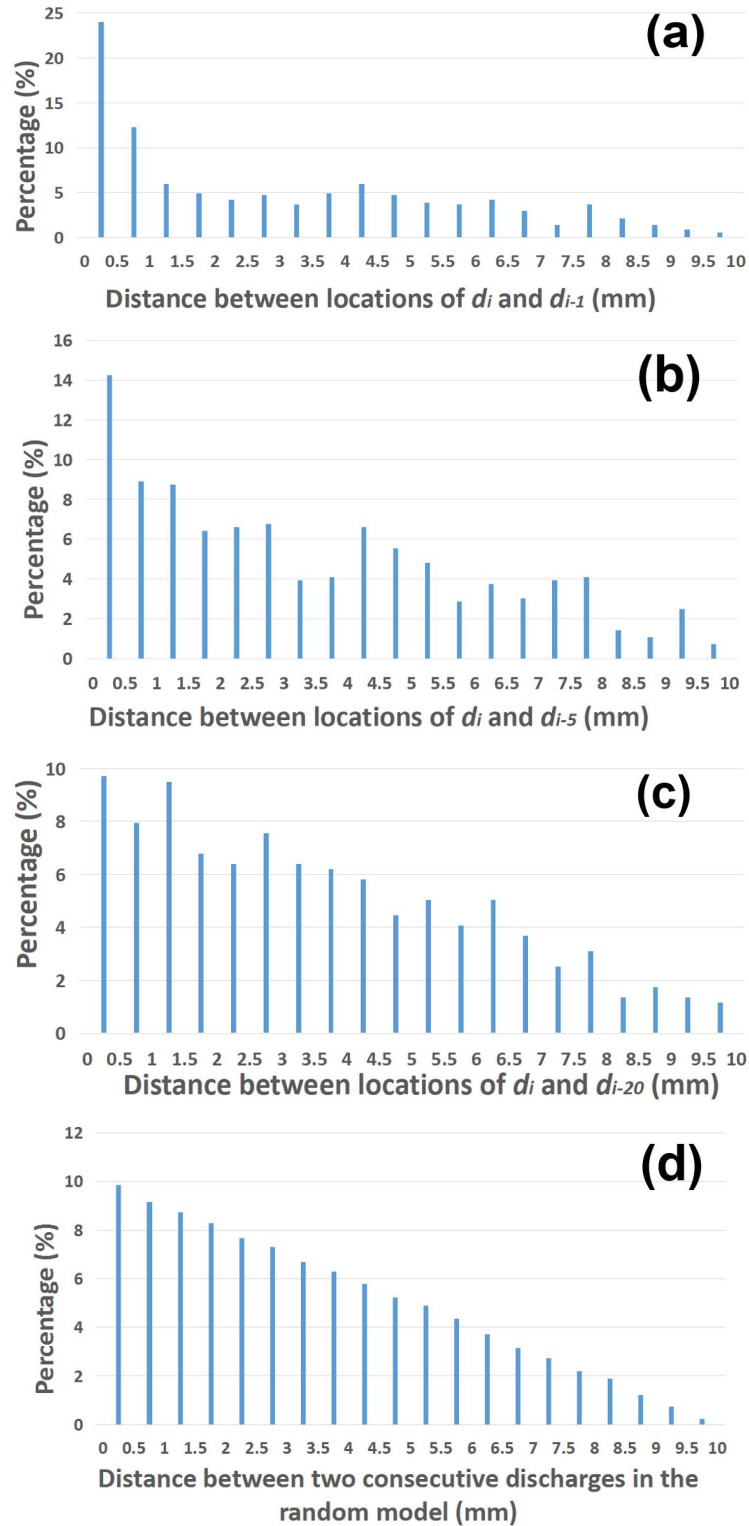 (a)
Percentage (%)
25
20
15
10
5
0
0 0.5 1 1.5 2 2.5 3 3.5 4 4.5 5 5.5 6 6.5 7 7.5 8 8.5 9 9.5 10
Distance between locations of di and di-1 (mm)
(b)
Percentage (%)
16
14
12
10
8
6
4
2
0
0 0.5 1 1.5 2 2.5 3 3.5 4 4.5 5 5.5 6 6.5 7 7.5 8 8.5 9 9.5 10
Distance between locations of di and di-5 (mm)
(c)
Percentage (%)
10
8
6
4
2
0
0 0.5 1 1.5 2 2.5 3 3.5 4 4.5 5 5.5 6 6.5 7 7.5 8 8.5 9 9.5 10
Distance between locations of di and di-20 (mm)
(d)
Percentage (%)
12
10
8
6
4
2
0
0 0.5 1 1.5 2 2.5 3 3.5 4 4.5 5 5.5 6 6.5 7 7.5 8 8.5 9 9.5 10
Distance between two consecutive discharges in the
random model (mm)